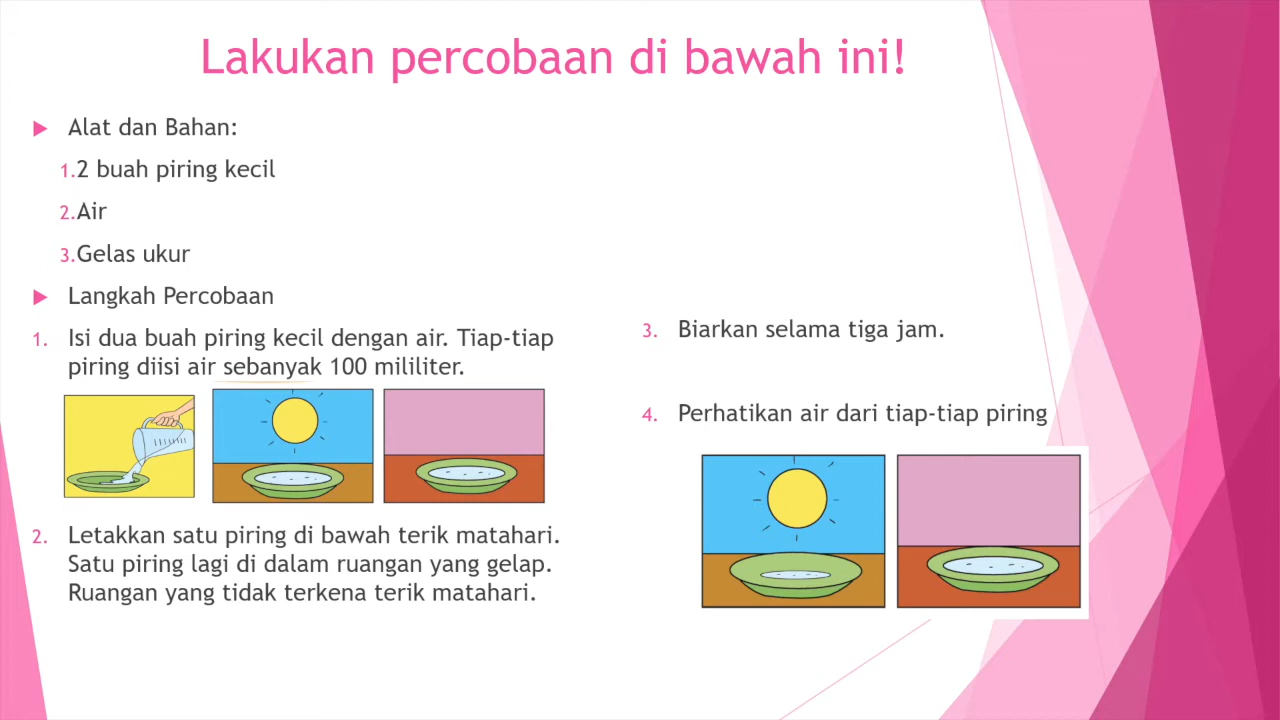 Lakukan percobaan di bawah ini!
Alat dan Bahan:
1.2 buah piring kecil
2.Air
3.Gelas ukur
Langkah Percobaan
1. Isi dua buah piring kecil dengan air. Tiap-tiap
piring diisi air sebanyak 100 mililiter.
2. Letakkan satu piring di bawah terik matahari.
Satu piring lagi di dalam ruangan yang gelap.
Ruangan yang tidak terkena terik matahari.
3. Biarkan selama tiga jam.
4. Perhatikan air dari tiap-tiap piring